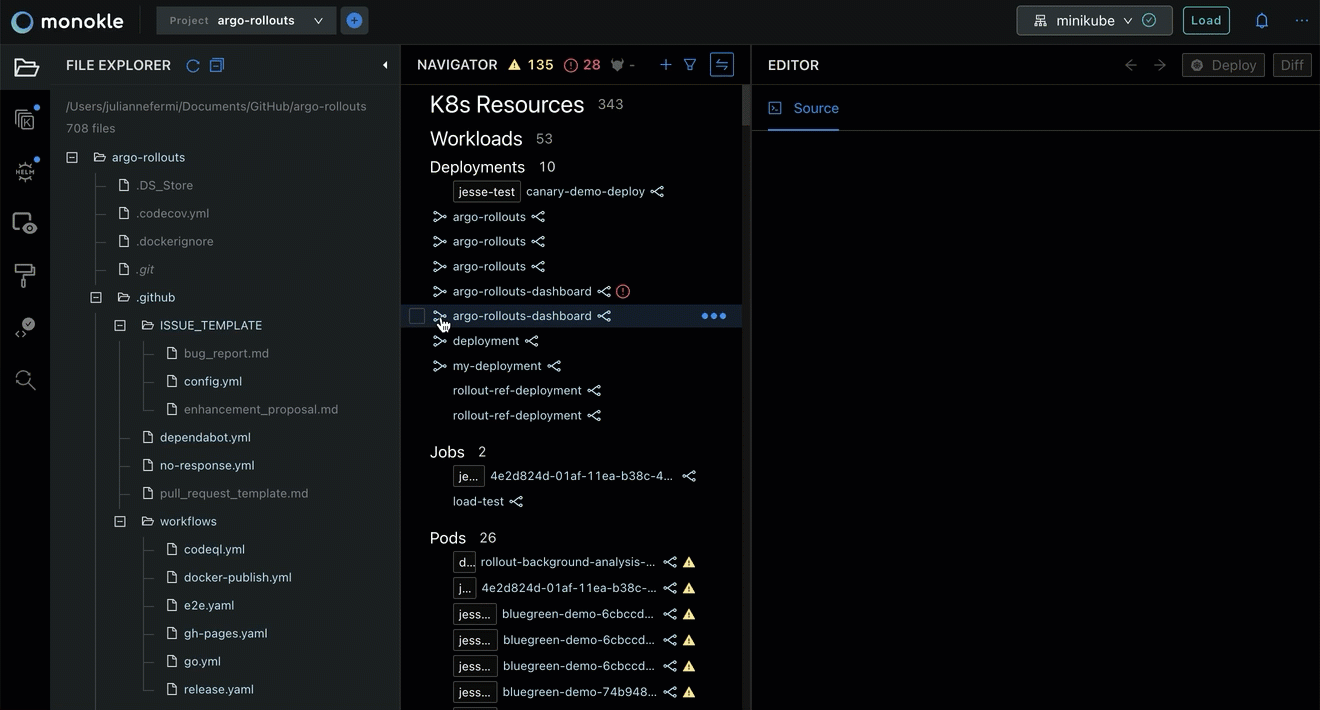 monokle
Project argo-rollouts
minikube
Load
FILE EXPLORER
/Users/juliannefermi/Documents/GitHub/argo-rollouts
708 files
argo-rollouts
.DS_Store
.codecov.yml
.dockerignore
.git
.github
ISSUE_TEMPLATE
bug_report.md
config.yml
enhancement_proposal.md
dependabot.yml
no-response.yml
pull_request_template.md
workflows
codeql.yml
docker-publish.yml
e2e.yaml
gh-pages.yaml
go.yml
release.yaml
K
HELM
NAVIGATOR 135 28 -
K8s Resources 343
Workloads 53
Deployments 10
jesse-test canary-demo-deploy
argo-rollouts
argo-rollouts
argo-rollouts
argo-rollouts-dashboard
argo-rollouts-dashboard
deployment
my-deployment
rollout-ref-deployment
rollout-ref-deployment
Jobs 2
je... 4e2d824d-01af-11ea-b38c-4...
load-test
Pods 26
d... rollout-background-analysis-...
j... 4e2d824d-01af-11ea-b38c-...
jess... bluegreen-demo-6cbccd...
jess... bluegreen-demo-6cbccd...
jess... bluegreen-demo-6cbccd...
jess... bluegreen-demo-74b948...
EDITOR
Deploy
Diff
Source